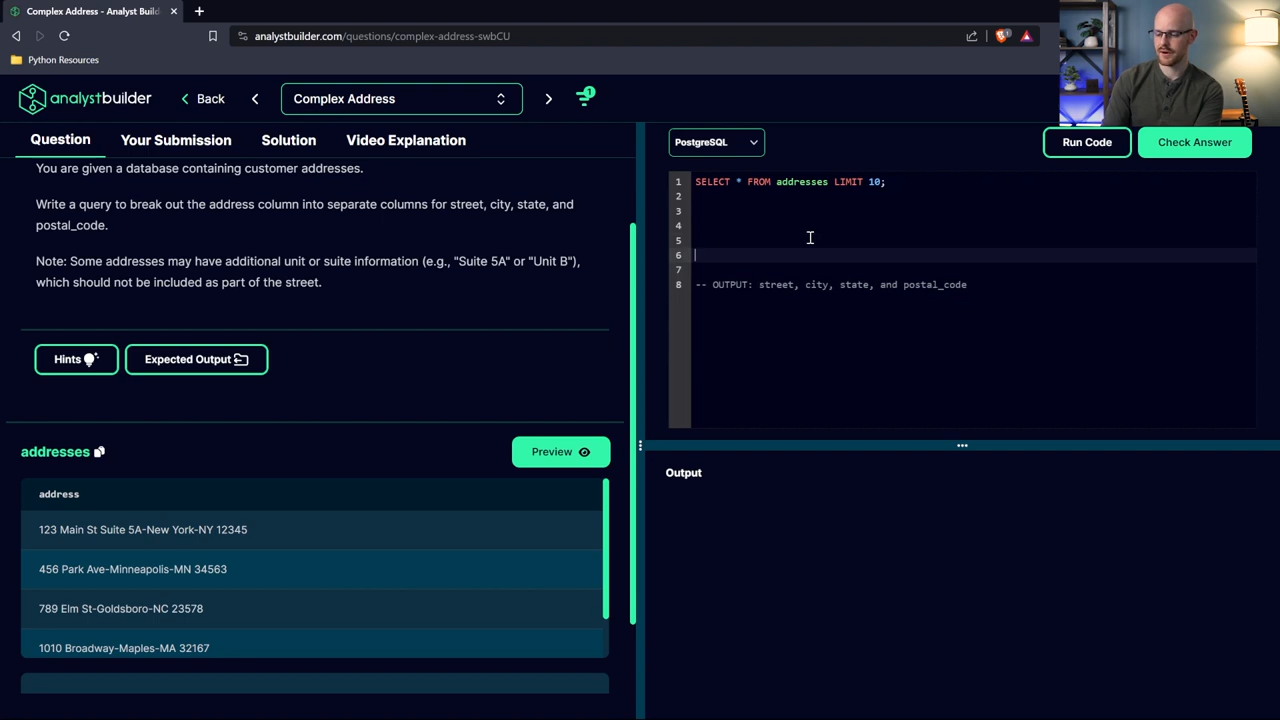 Complex Address - Analyst Build
analystbuilder.com/questions/complex-address-swbCU
1
Python Resources
analystbuilder
Back
Complex Address
1
Question
Your Submission
Solution
Video Explanation
You are given a database containing customer addresses.
Write a query to break out the address column into separate columns for street, city, state, and
postal_code.
Note: Some addresses may have additional unit or suite information (e.g., "Suite 5A" or "Unit B"),
which should not be included as part of the street.
Hints
Expected Output
addresses
Preview
address
123 Main St Suite 5A-New York-NY 12345
456 Park Ave-Minneapolis-MN 34563
789 Elm St-Goldsboro-NC 23578
1010 Broadway-Maples-MA 32167
PostgreSQL
Run Code
Check Answer
1 SELECT * FROM addresses LIMIT 10;
2
3
4
5
6
7
8 -- OUTPUT: street, city, state, and postal_code
Output